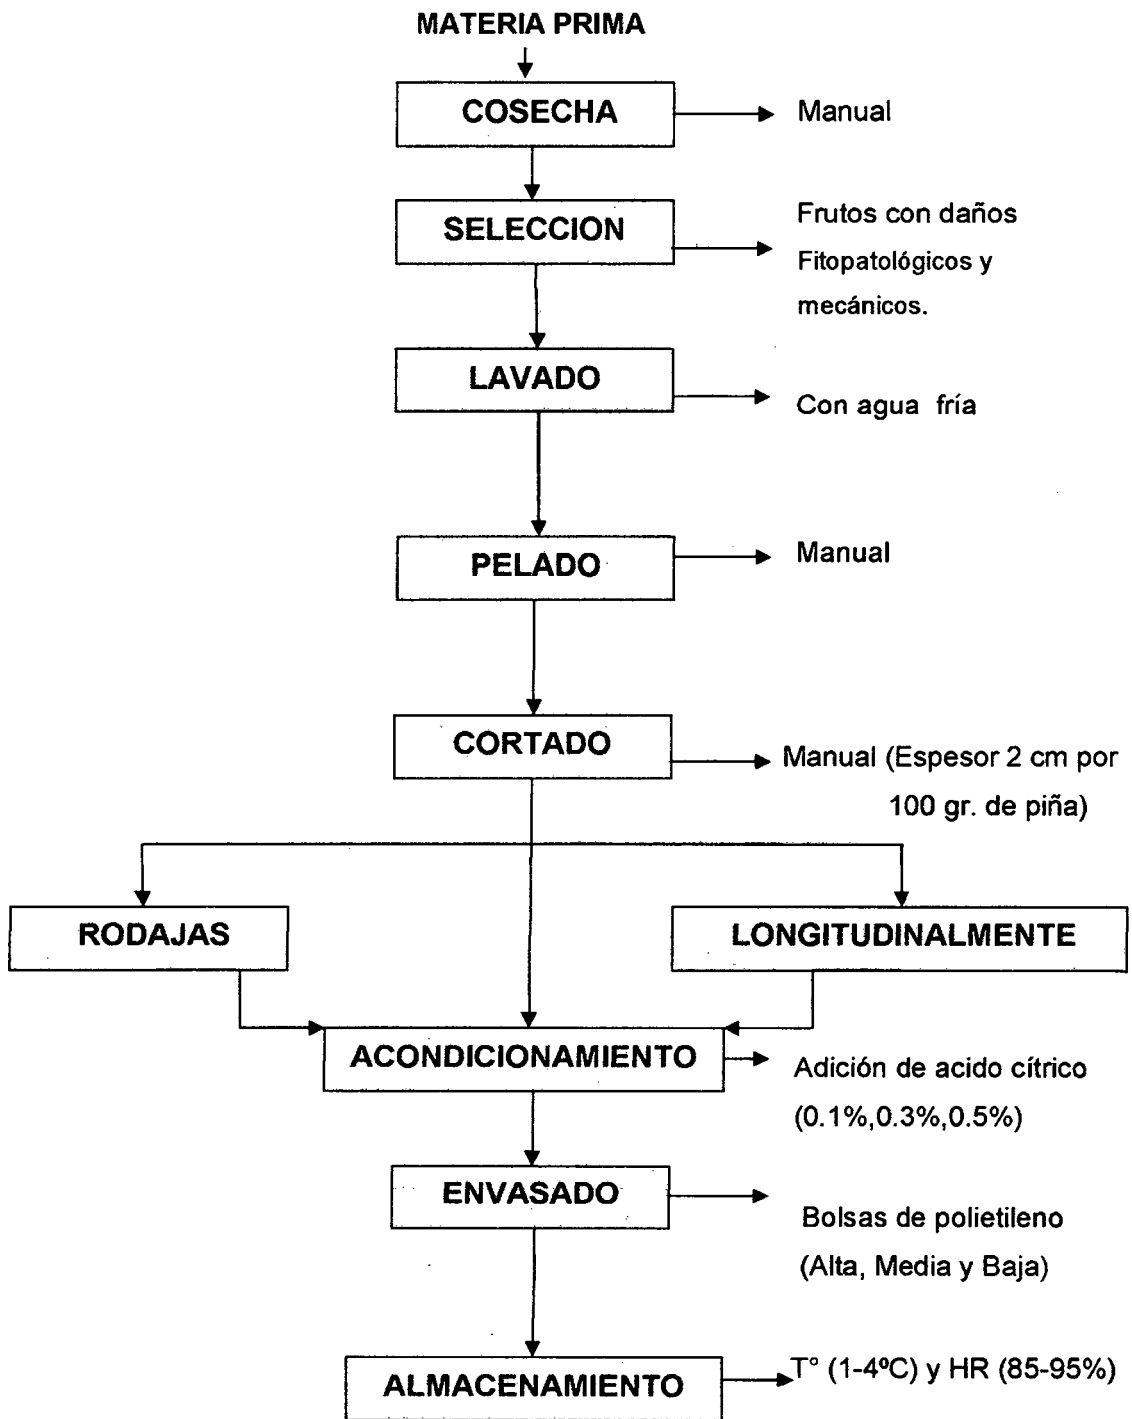 MATERIA PRIMA
COSECHA
Manual
SELECCION
Frutos con daños
Fitopatológicos y
mecánicos.
LAVADO
Con agua fría
PELADO
Manual
CORTADO
Manual (Espesor 2 cm por
100 gr. de piña)
RODAJAS
LONGITUDINALMENTE
ACONDICIONAMIENTO
Adición de acido cítrico
(0.1%,0.3%,0.5%)
ENVASADO
Bolsas de polietileno
(Alta, Media y Baja)
ALMACENAMIENTO
T° (1-4ºC) y HR (85-95%)